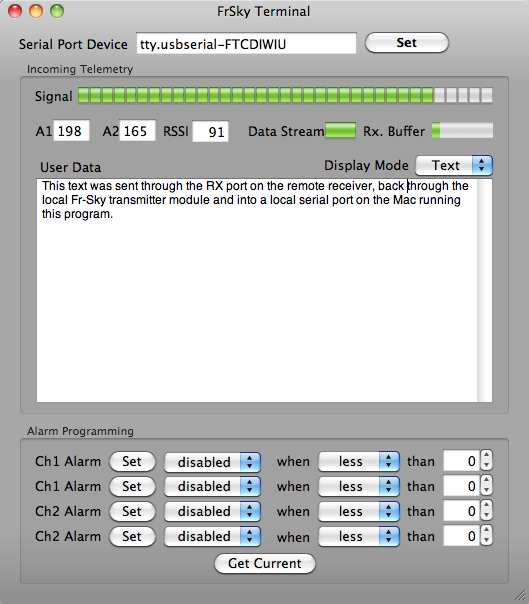 FrSky Terminal
Serial Port Device tty.usbserial-FTCDIWIU Set
Incoming Telemetry
Signal
A1 198 A2 165 RSSI 91 Data Stream Rx. Buffer
User Data Display Mode Text
This text was sent through the RX port on the remote receiver, back through the
local Fr-Sky transmitter module and into a local serial port on the Mac running
this program.
Alarm Programming
Ch1 Alarm Set disabled when less than 0
Ch1 Alarm Set disabled when less than 0
Ch2 Alarm Set disabled when less than 0
Ch2 Alarm Set disabled when less than 0
Get Current